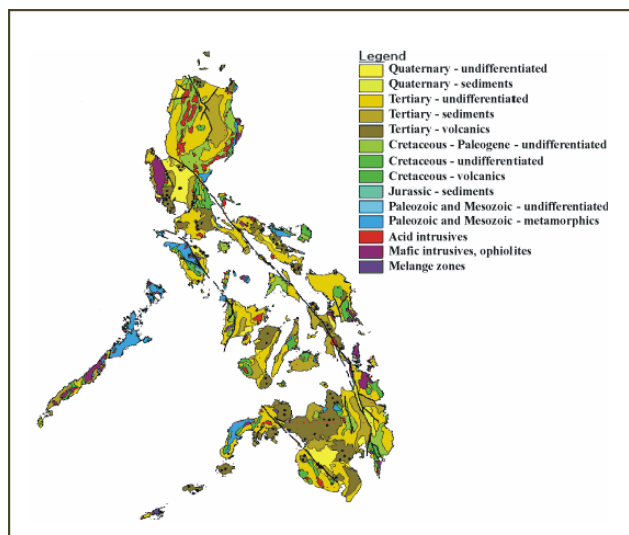 Legend
Quaternary - undifferentiated
Quaternary - sediments
Tertiary - undifferentiated
Tertiary - sediments
Tertiary - volcanics
Cretaceous - Paleogene - undifferentiated
Cretaceous - undifferentiated
Cretaceous - volcanics
Jurassic - sediments
Paleozoic and Mesozoic - undifferentiated
Paleozoic and Mesozoic - metamorphics
Acid intrusives
Mafic intrusives, ophiolites
Melange zones